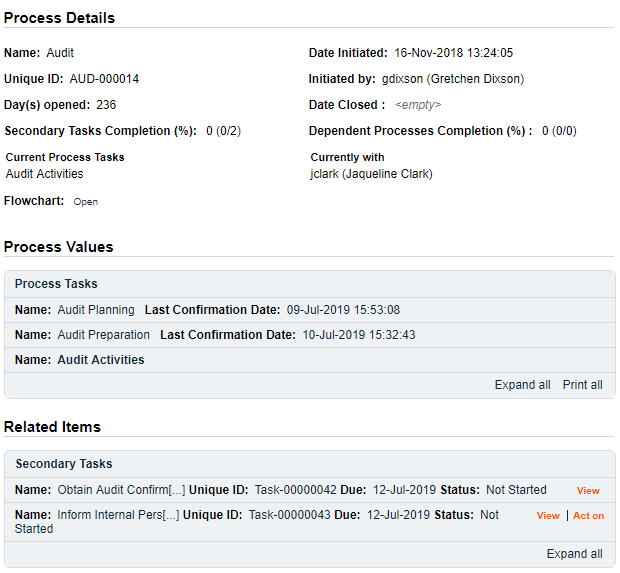 Process Details
Name: Audit Date Initiated: 16-Nov-2018 13:24:05
Unique ID: AUD-000014 Initiated by: gdixson (Gretchen Dixson)
Day(s) opened: 236 Date Closed : <empty>
Secondary Tasks Completion (%): 0 (0/2) Dependent Processes Completion (%) : 0 (0/0)
Current Process Tasks Currently with
Audit Activities jclark (Jaqueline Clark)
Flowchart: Open
Process Values
Process Tasks
Name: Audit Planning Last Confirmation Date: 09-Jul-2019 15:53:08
Name: Audit Preparation Last Confirmation Date: 10-Jul-2019 15:32:43
Name: Audit Activities
Expand all Print all
Related Items
Secondary Tasks
Name: Obtain Audit Confirm[...] Unique ID: Task-00000042 Due: 12-Jul-2019 Status: Not Started View
Name: Inform Internal Pers[...] Unique ID: Task-00000043 Due: 12-Jul-2019 Status: Not View | Act on
Started
Expand all